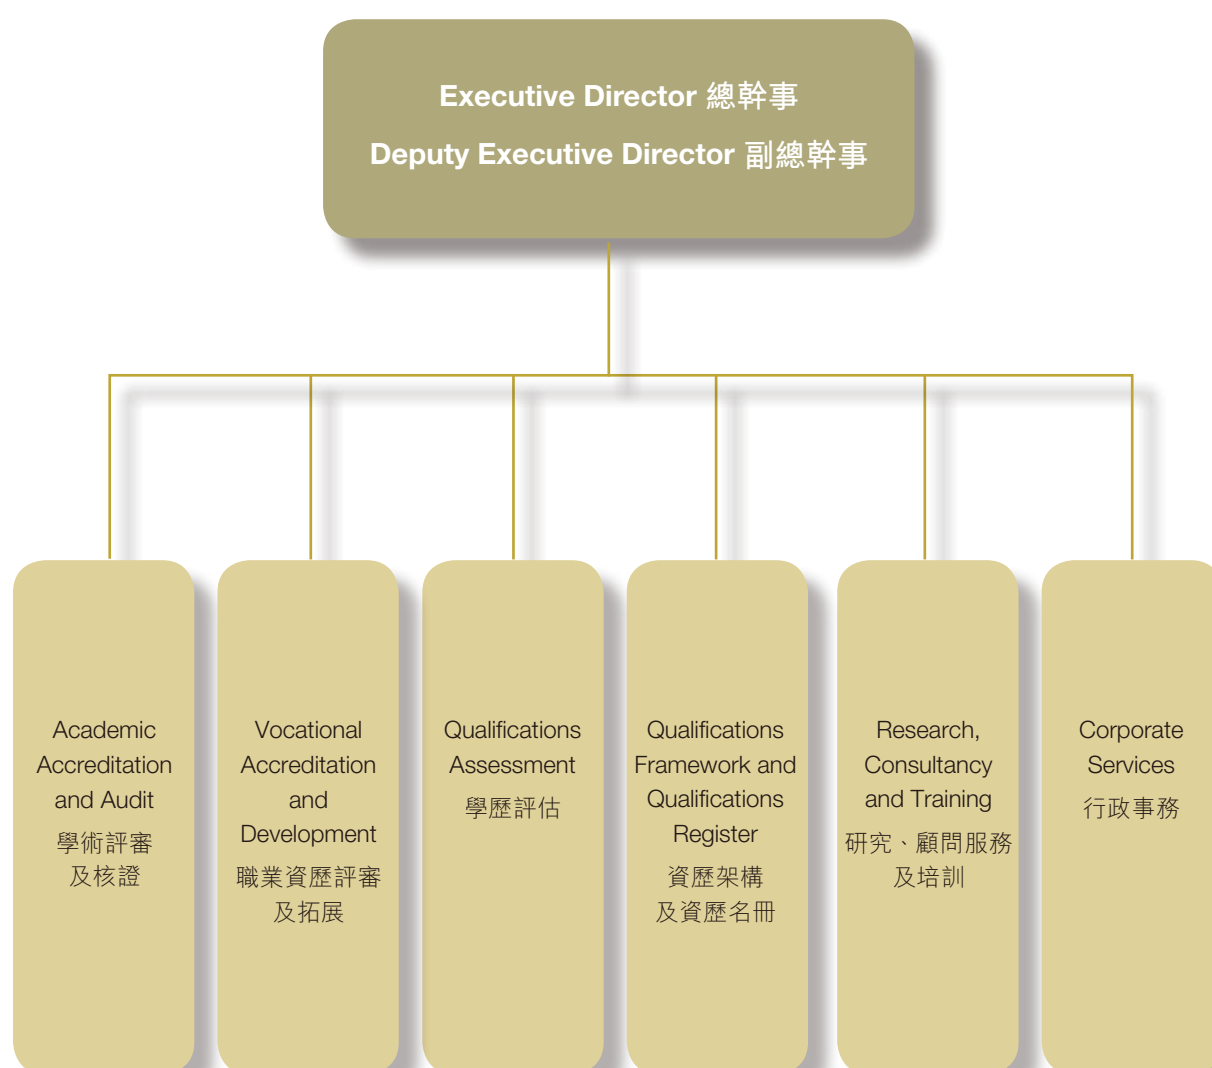 Executive Director 總幹事
Deputy Executive Director 副總幹事
Academic
Accreditation
and Audit
學術評審
及核證
Vocational
Accreditation
and
Development
職業資歷評審
及拓展
Qualifications
Assessment
學歷評估
Qualifications
Framework and
Qualifications
Register
資歷架構
及資歷名冊
Research,
Consultancy
and Training
研究、顧問服務
及培訓
Corporate
Services
行政事務